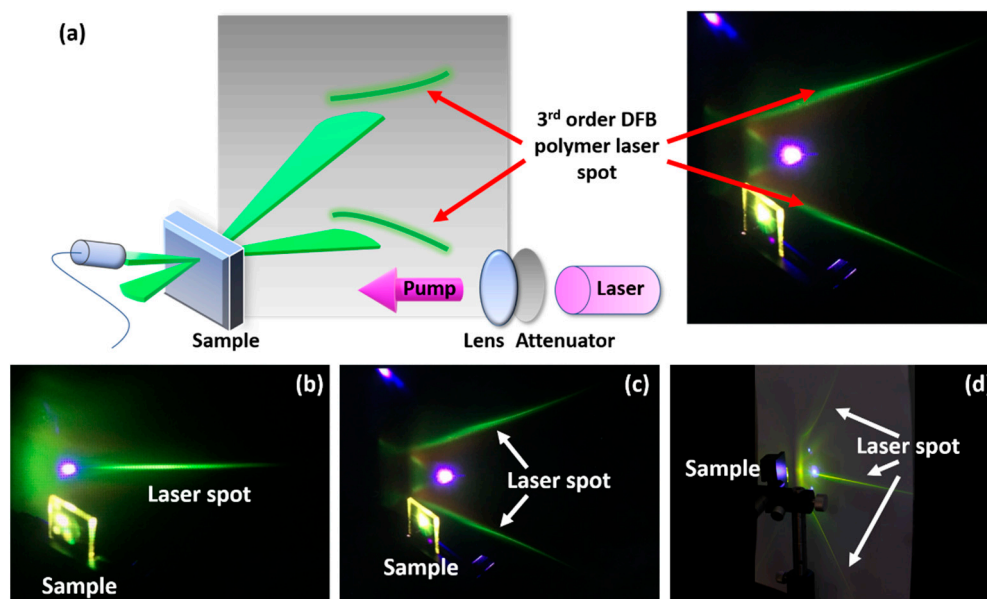 (a)
3rd order DFB
polymer laser
spot
Pump
Laser
Sample
Lens Attenuator
(b)
Laser spot
Sample
(c)
Laser spot
Sample
(d)
Laser spot
Sample